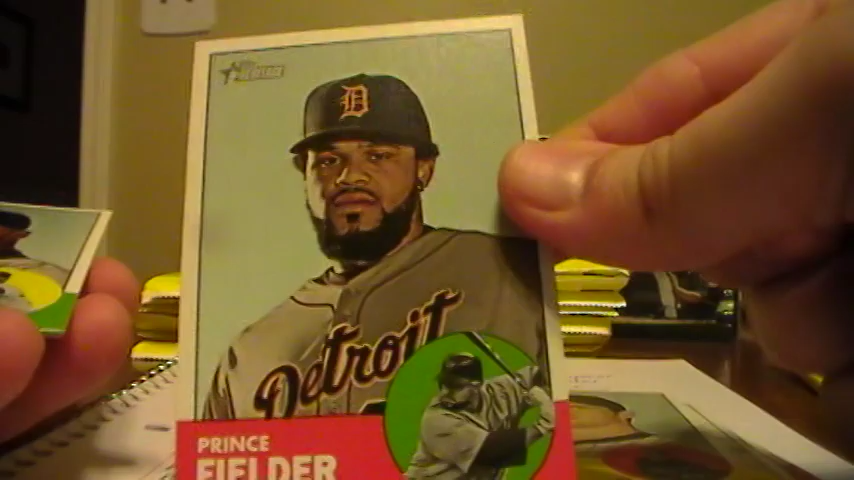 HERITAGE
D
Detroit
PRINCE
FIELDER